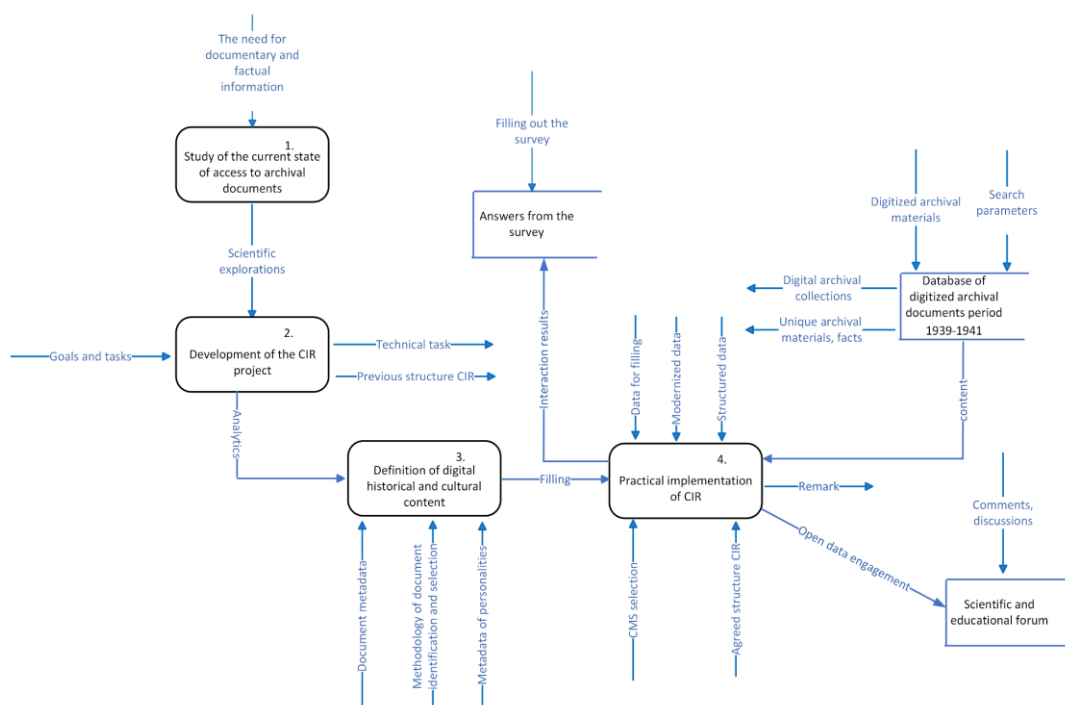 The need for
documentary and
factual
information
1.
Study of the current state
of access to archival
documents
Scientific
explorations
Goals and tasks
2.
Development of the CIR
project
Technical task
Previous structure CIR
Analytics
3.
Definition of digital
historical and cultural
content
Document metadata
Methodology of document
identification and selection
Metadata of personalities
Filling
Filling out the
survey
Answers from the
survey
Interaction results
Data for filling
Modernized data
Structured data
4.
Practical implementation
of CIR
CMS selection
Agreed structure CIR
Remark
Open data engagement
Digitized archival
materials
Search
parameters
Database of
digitized archival
documents period
1939-1941
Digital archival
collections
Unique archival
materials, facts
content
Comments,
discussions
Scientific and
educational forum